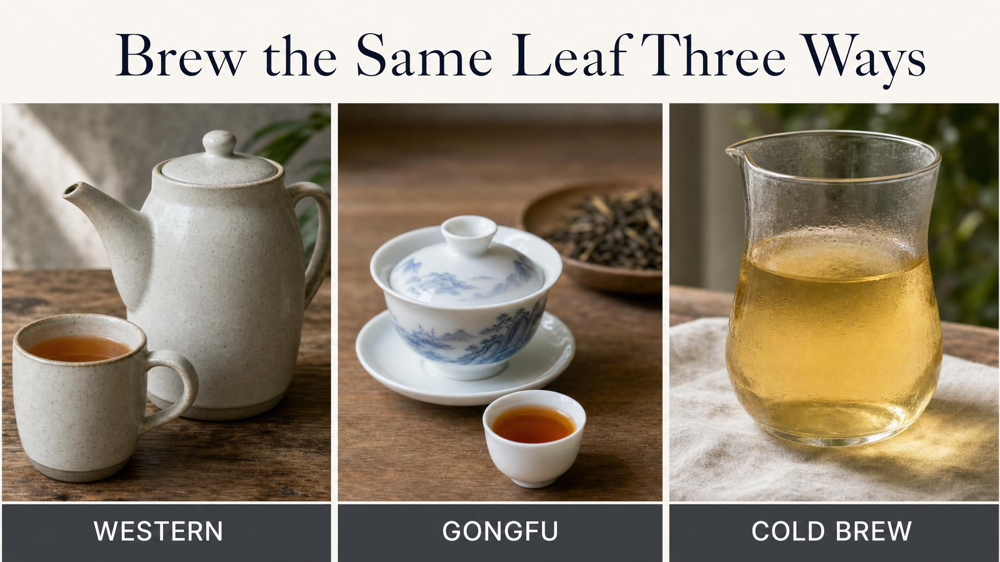 Brew the Same Leaf Three Ways
WESTERN
GONGFU
COLD BREW